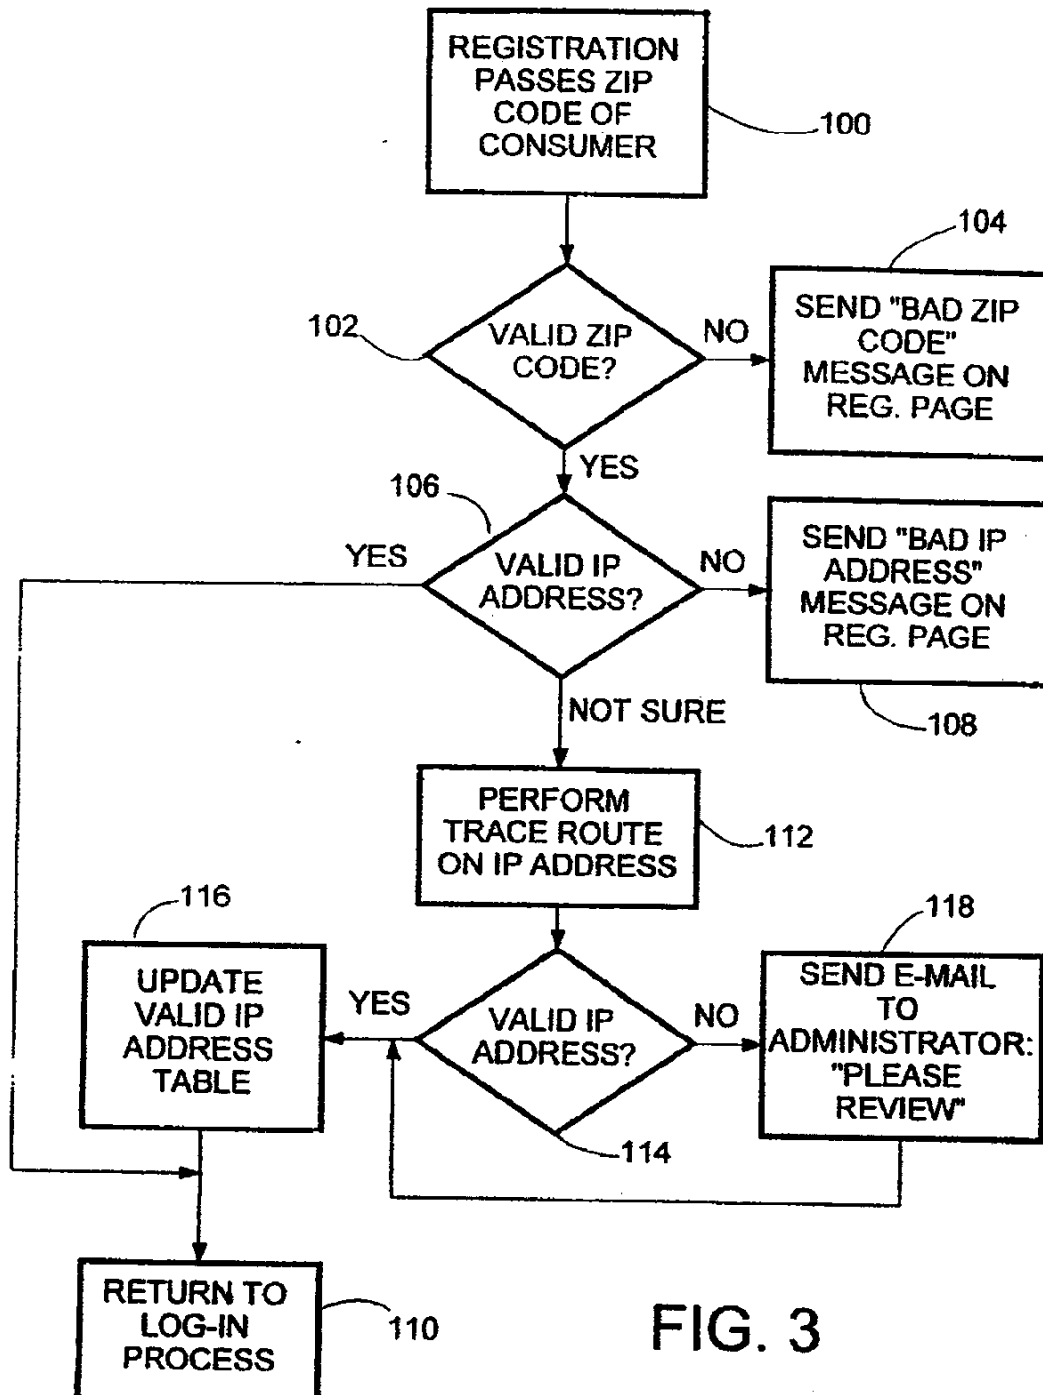 REGISTRATION
PASSES ZIP
CODE OF
CONSUMER
100
104
SEND "BAD ZIP
CODE"
MESSAGE ON
REG. PAGE
102
VALID ZIP
CODE?
NO
YES
106
YES
VALID IP
ADDRESS?
NO
SEND "BAD IP
ADDRESS"
MESSAGE ON
REG. PAGE
108
NOT SURE
PERFORM
TRACE ROUTE
ON IP ADDRESS
112
116
UPDATE
VALID IP
ADDRESS
TABLE
YES
VALID IP
ADDRESS?
NO
118
SEND E-MAIL
TO
ADMINISTRATOR:
"PLEASE
REVIEW"
114
RETURN TO
LOG-IN
PROCESS
110
FIG. 3